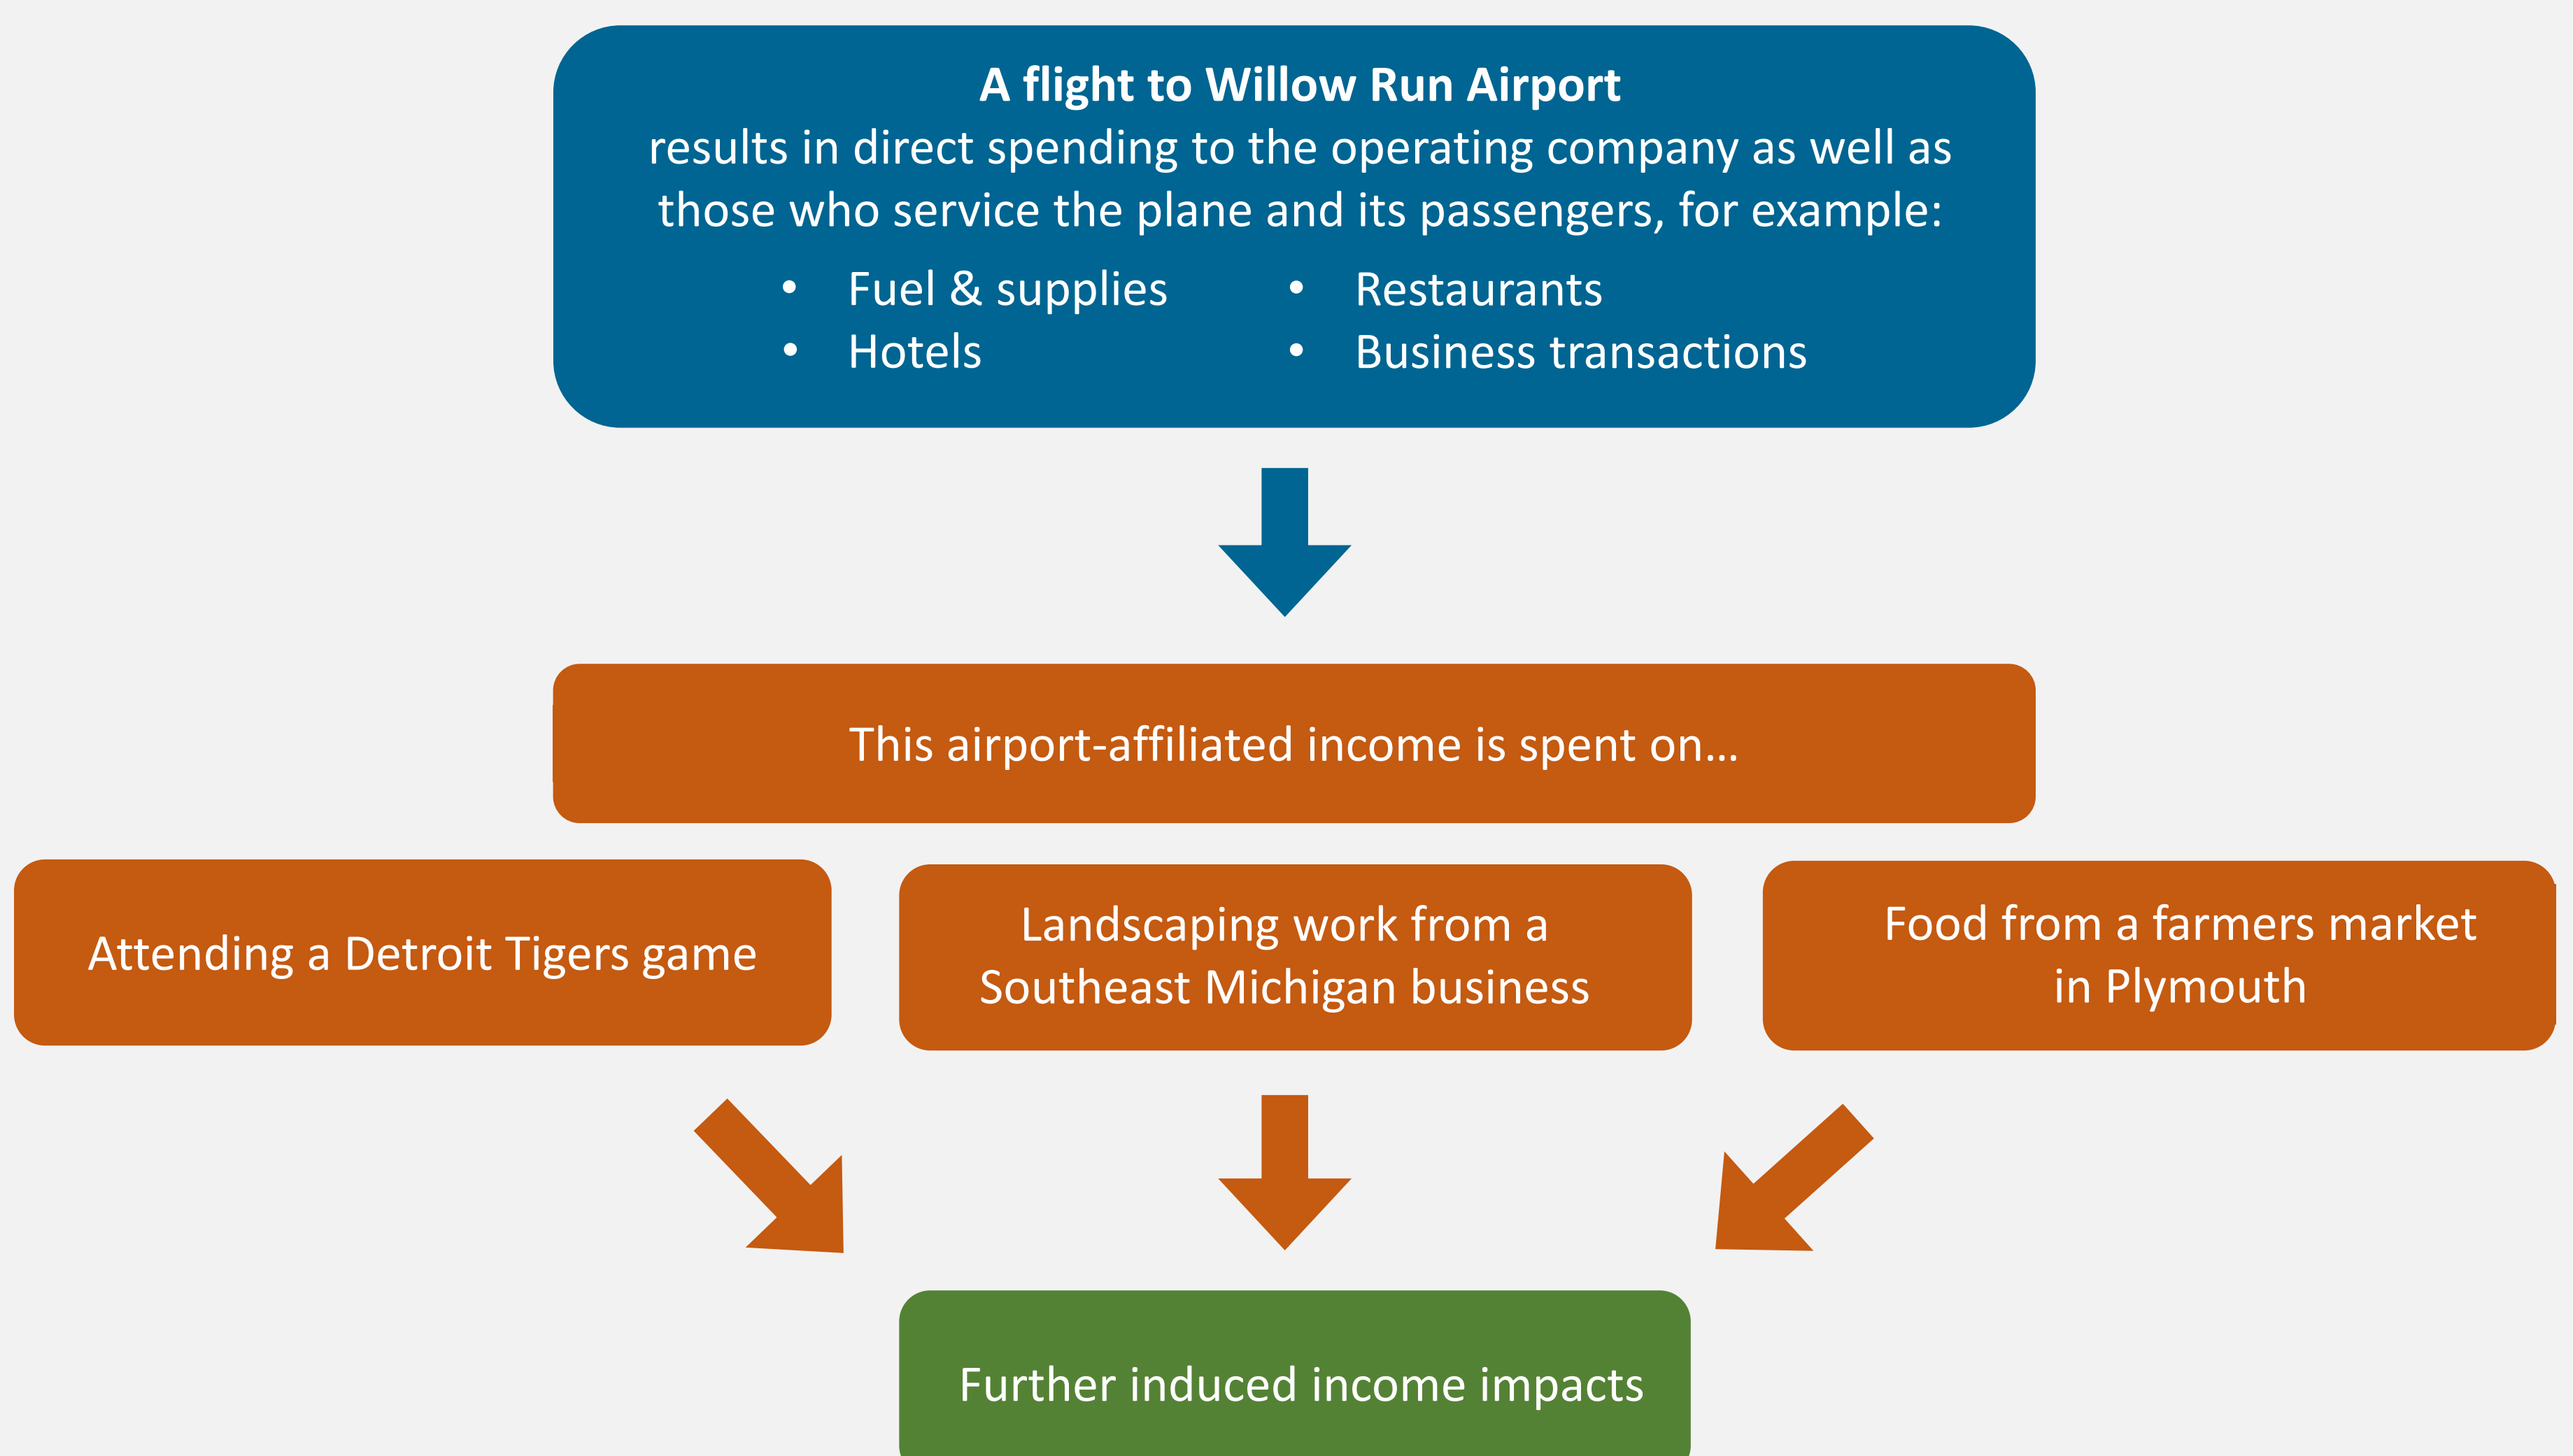 A flight to Willow Run Airport
results in direct spending to the operating company as well as
those who service the plane and its passengers, for example:
• Fuel & supplies
• Hotels
• Restaurants
• Business transactions
This airport-affiliated income is spent on...
Attending a Detroit Tigers game
Landscaping work from a
Southeast Michigan business
Food from a farmers market
in Plymouth
Further induced income impacts